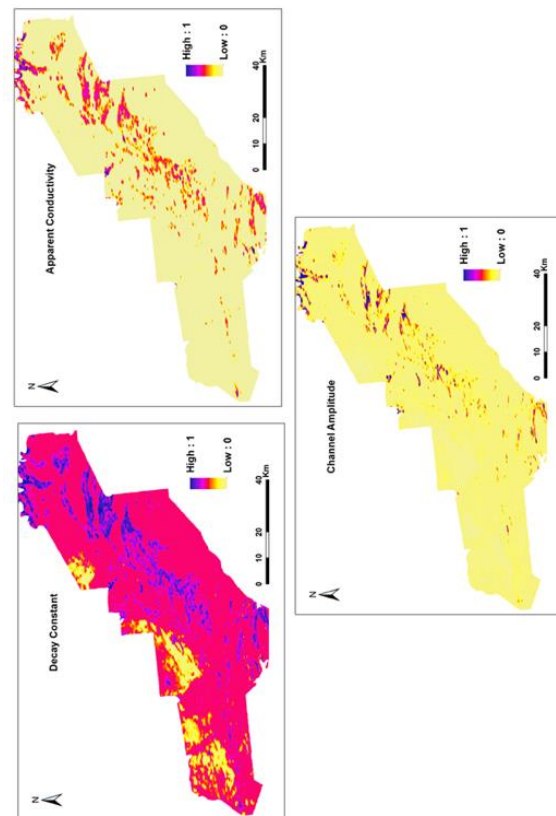 N
Decay Constant
High : 1
Low : 0
0 20 40
Km
N
Apparent Conductivity
High : 1
Low : 0
0 10 20 40
Km
N
Channel Amplitude
High : 1
Low : 0
0 10 20 40
Km